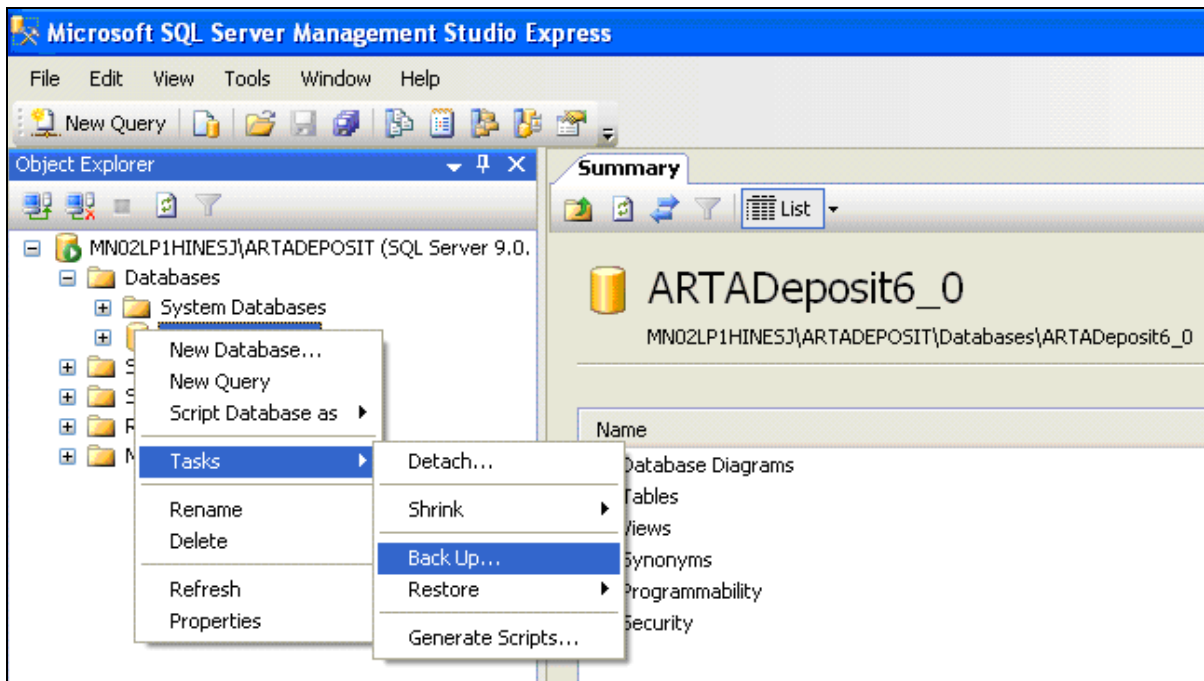 Microsoft SQL Server Management Studio Express
File Edit View Tools Window Help
New Query
Object Explorer
Summary
List
MN02LP1HINESJ\ARTADEPOSIT (SQL Server 9.0.
Databases
System Databases
ARTADeposit6_0
MN02LP1HINESJ\ARTADEPOSIT\Databases\ARTADeposit6_0
New Database...
New Query
Script Database as
Tasks
Rename
Delete
Refresh
Properties
Detach...
Shrink
Back Up...
Restore
Generate Scripts...
Name
Database Diagrams
Tables
Views
Synonyms
Programmability
Security